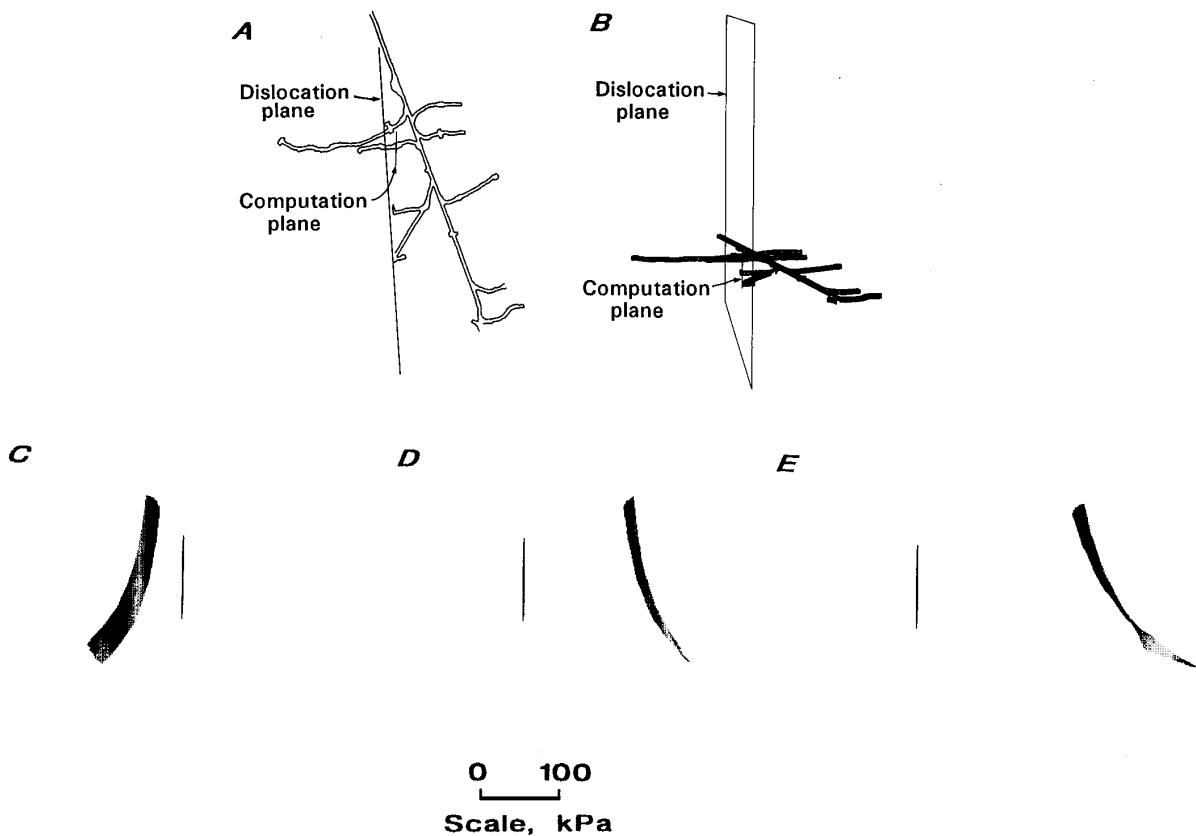 A
B
Dislocation
plane
Computation
plane
Dislocation
plane
Computation
plane
C
D
E
0 100
Scale, kPa